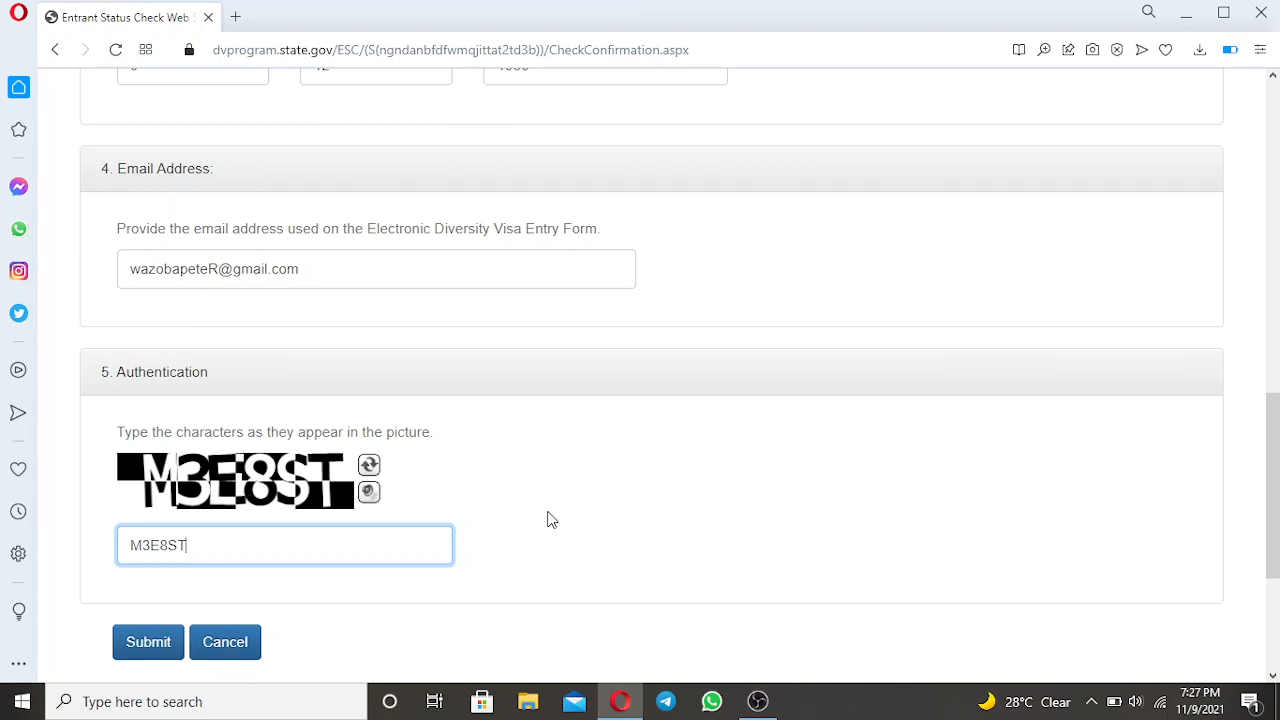 Entrant Status Check Web
dvprogram.state.gov/ESC/(S(ngndanbfdfwmqjittat2td3b))/CheckConfirmation.aspx
4. Email Address:
Provide the email address used on the Electronic Diversity Visa Entry Form.
wazobapeteR@gmail.com
5. Authentication
Type the characters as they appear in the picture.
M3E8ST
M3E8ST
Submit
Cancel
Type here to search
28°C Clear
7:27 PM
11/9/2021
1